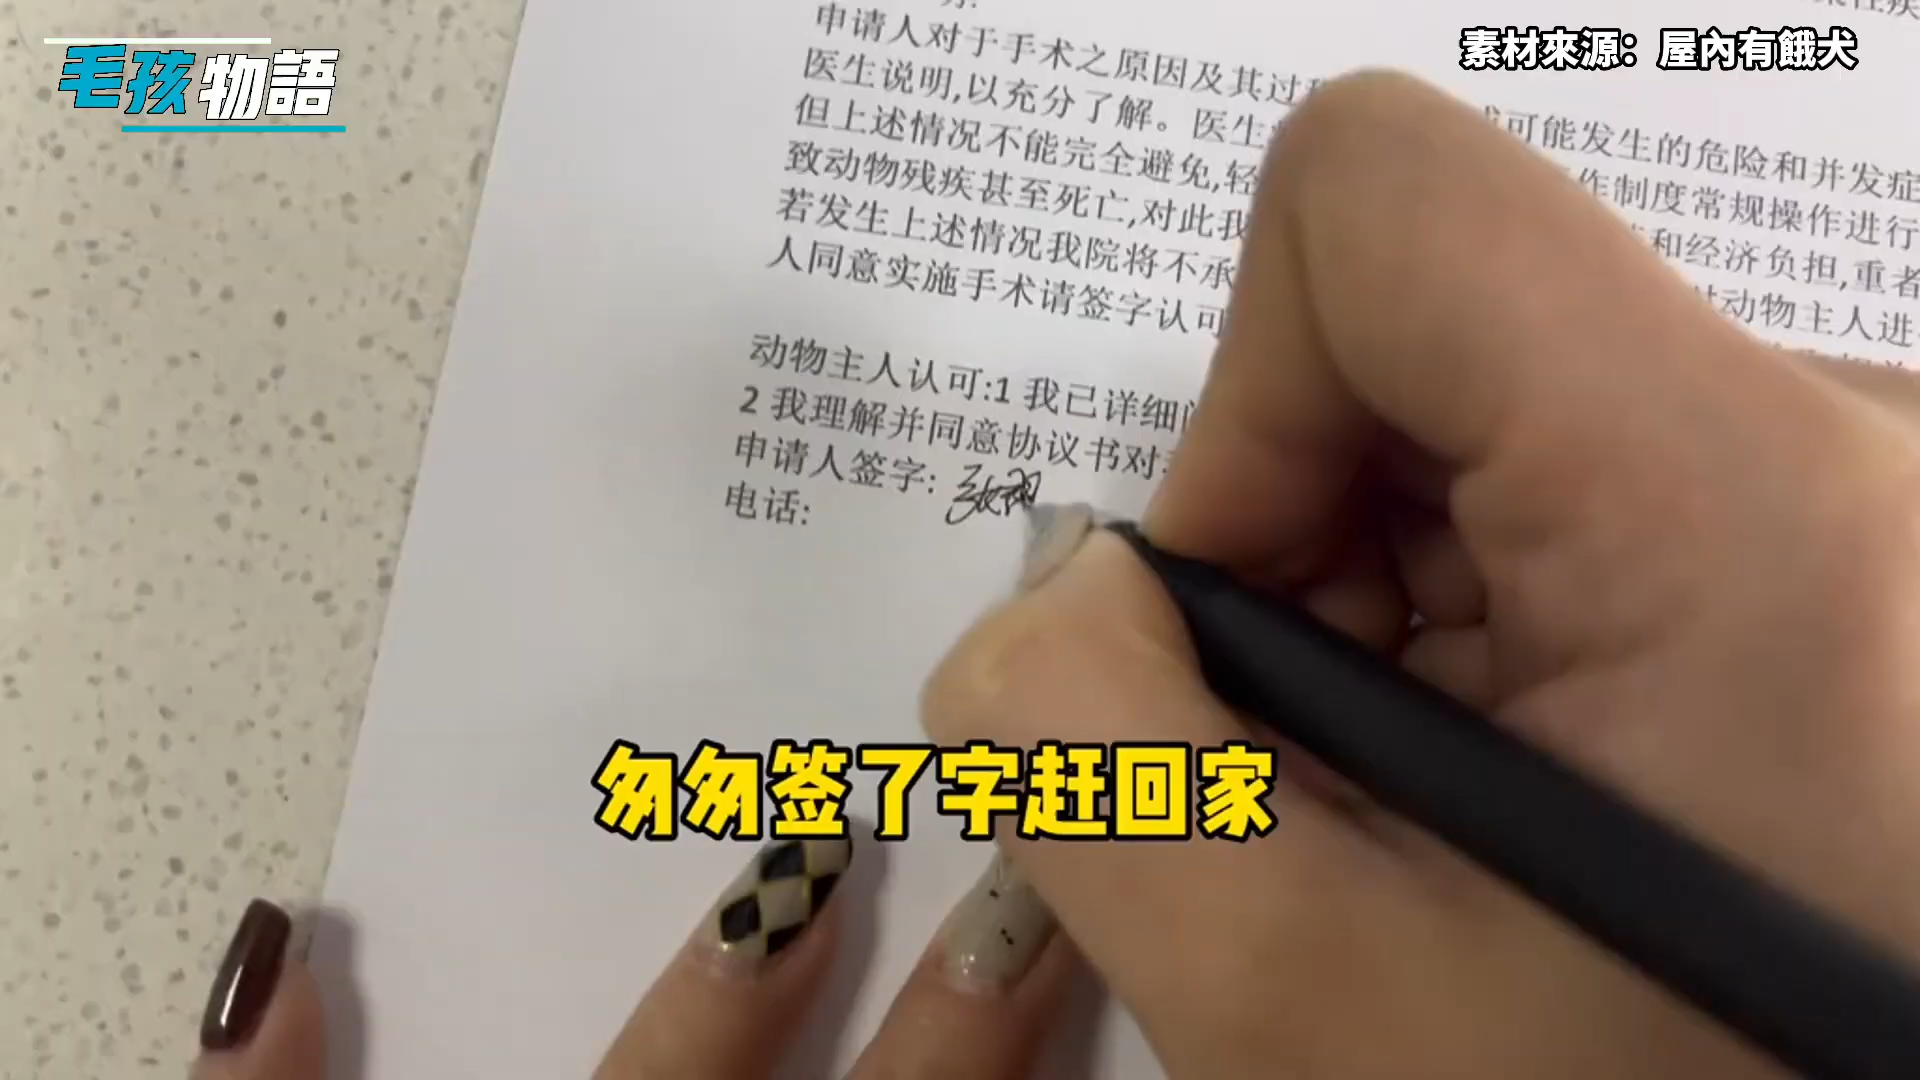 毛孩物語
素材來源：屋內有餓犬
申请人对于手术之原因及其过
可能发生的危险和并发症
医生说明,以充分了解。医生
作制度常规操作进行
但上述情况不能完全避免,轻
和经济负担,重者
致动物残疾甚至死亡,对此我
动物主人进
若发生上述情况我院将不承
人同意实施手术请签字认可
动物主人认可:1 我已详细
2 我理解并同意协议书对
申请人签字:
电话:
匆匆签了字赶回家